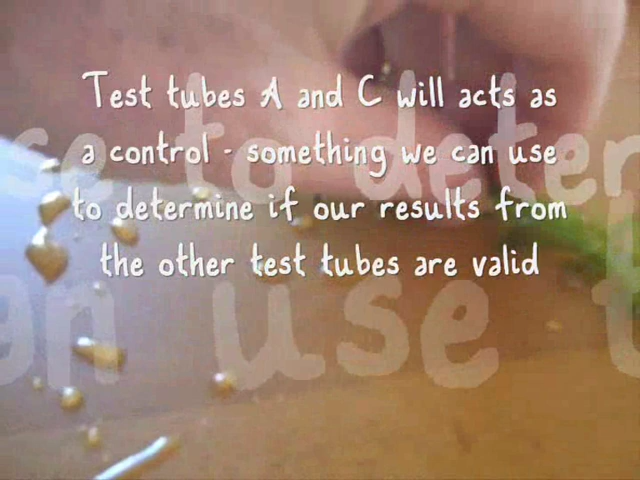 Test tubes A and C will acts as
a control - something we can use
to determine if our results from
the other test tubes are valid